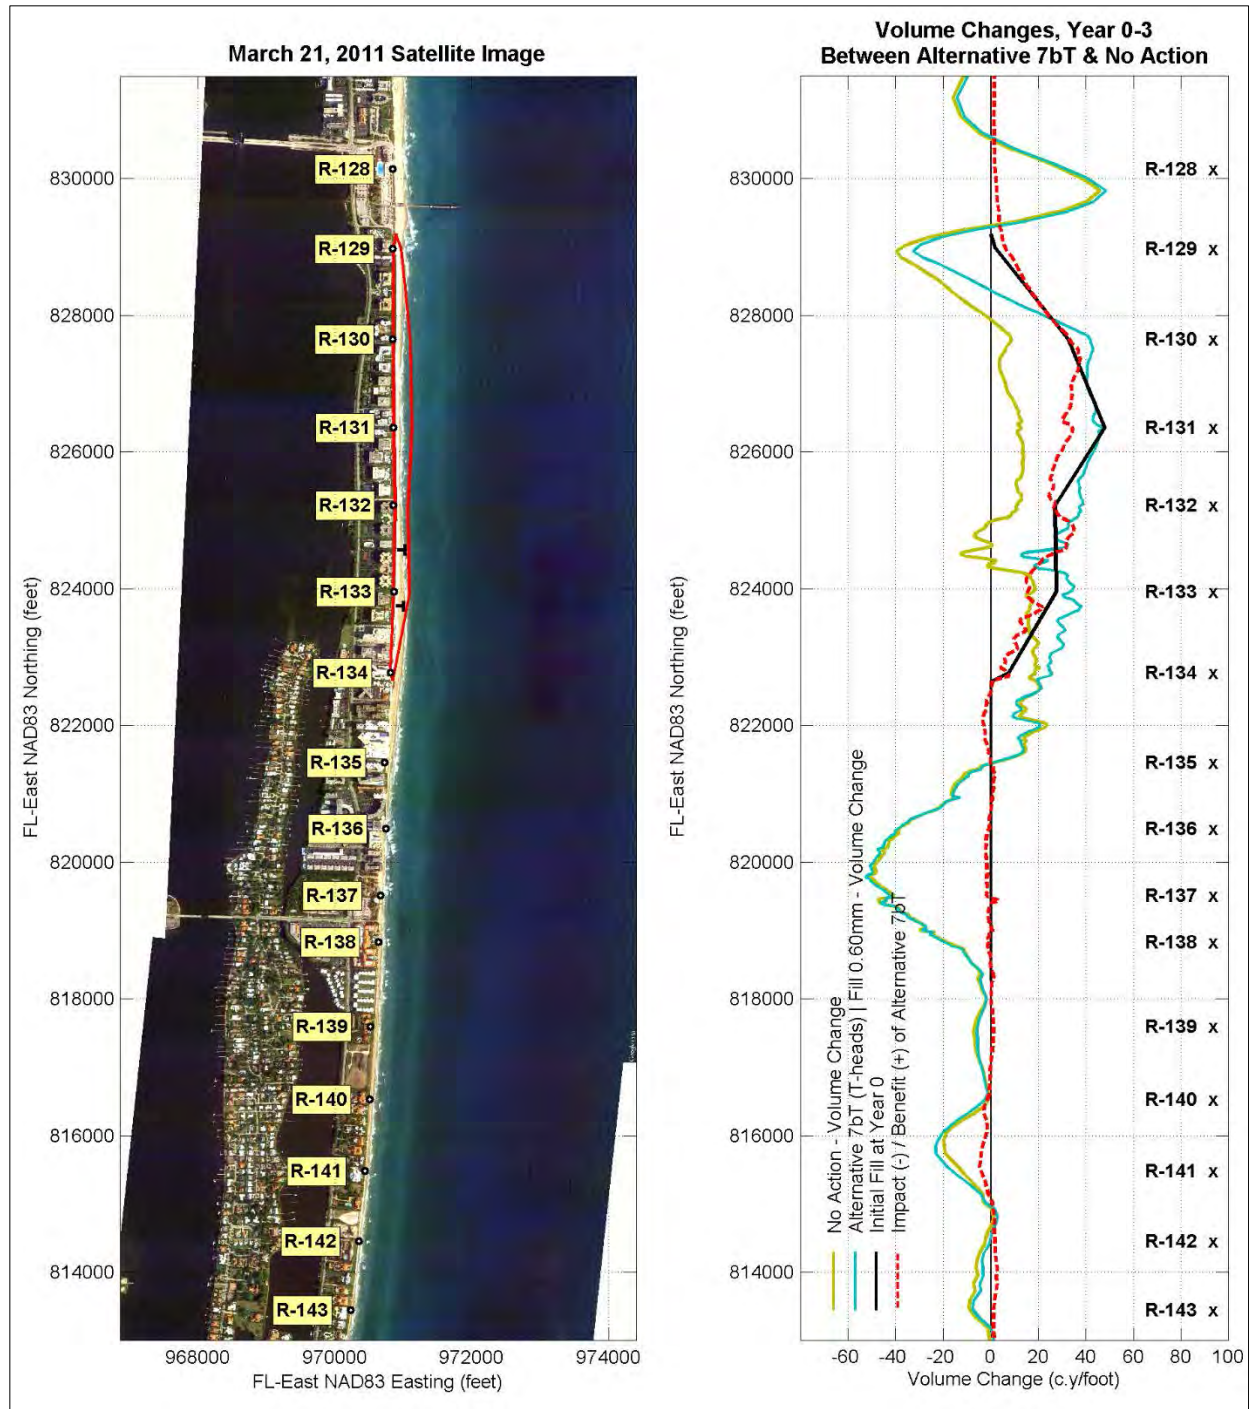 March 21, 2011 Satellite Image
830000
828000
826000
824000
822000
820000
818000
816000
814000
FL-East NAD83 Northing (feet)
R-128
R-129
R-130
R-131
R-132
R-133
R-134
R-135
R-136
R-137
R-138
R-139
R-140
R-141
R-142
R-143
968000 970000 972000 974000
FL-East NAD83 Easting (feet)
Volume Changes, Year 0-3
Between Alternative 7bT & No Action
830000
828000
826000
824000
822000
820000
818000
816000
814000
FL-East NAD83 Northing (feet)
R-128 x
R-129 x
R-130 x
R-131 x
R-132 x
R-133 x
R-134 x
R-135 x
R-136 x
R-137 x
R-138 x
R-139 x
R-140 x
R-141 x
R-142 x
R-143 x
No Action - Volume Change
Alternative 7bT (T-heads) | Fill 0.60mm - Volume Change
Initial Fill at Year 0
Impact (-) / Benefit (+) of Alternative 7bT
-60 -40 -20 0 20 40 60 80 100
Volume Change (c.y/foot)